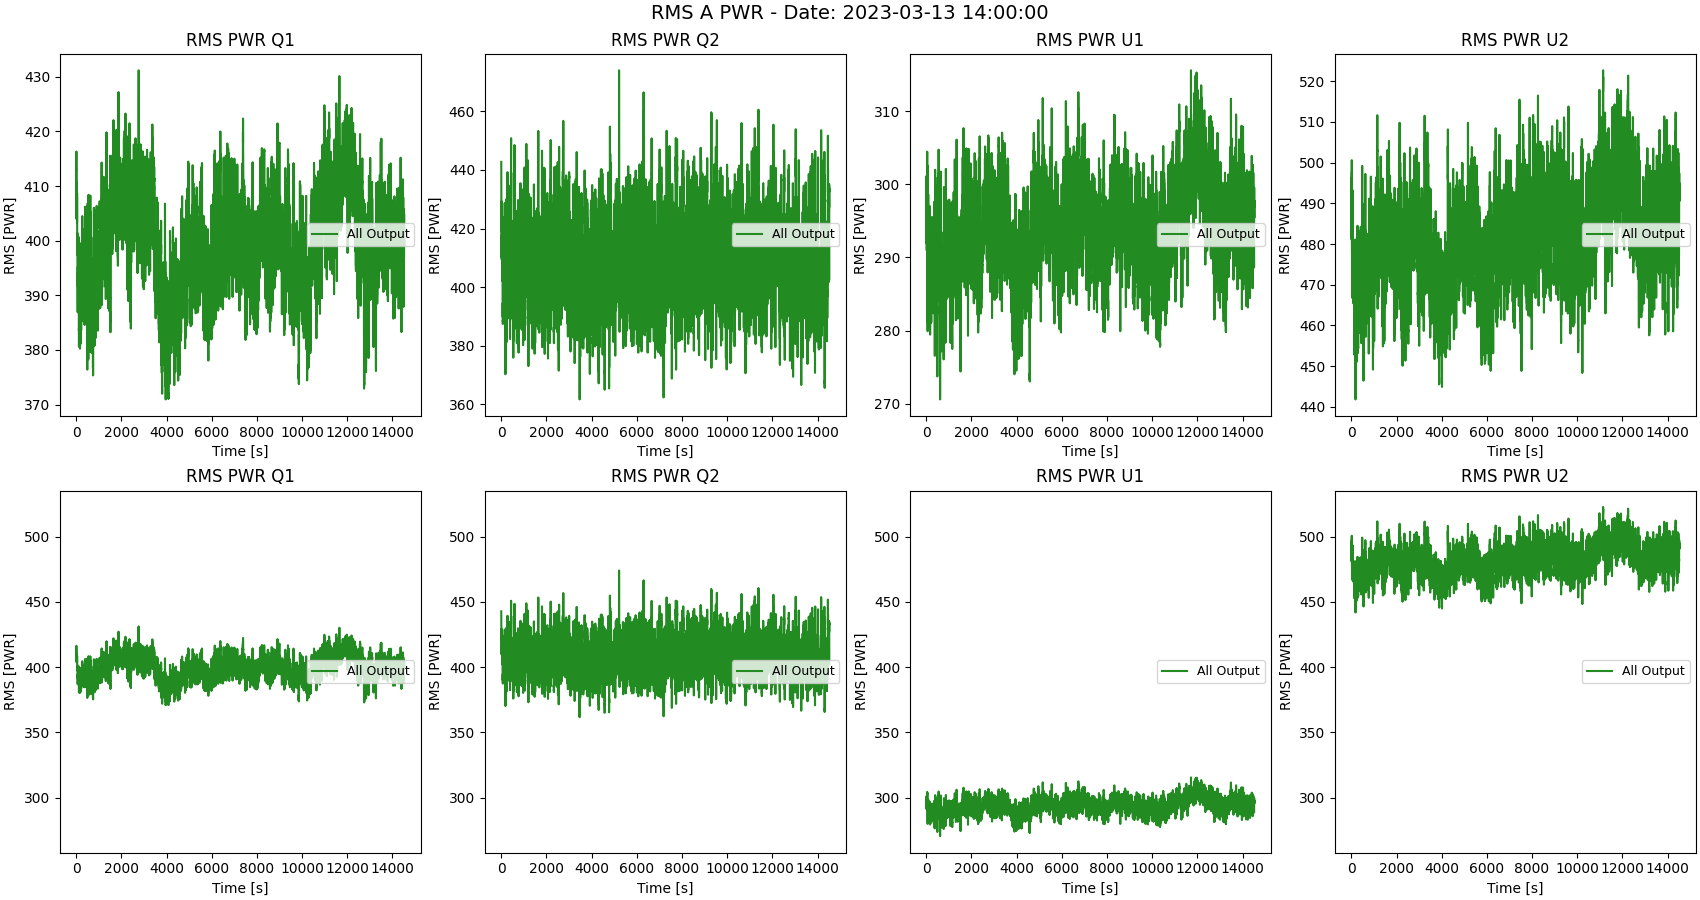 RMS A PWR - Date: 2023-03-13 14:00:00
RMS PWR Q1
RMS [PWR]
430
420
410
400
390
380
370
All Output
0 2000 4000 6000 8000 10000 12000 14000
Time [s]
RMS PWR Q2
RMS [PWR]
460
440
420
400
380
360
All Output
0 2000 4000 6000 8000 10000 12000 14000
Time [s]
RMS PWR U1
RMS [PWR]
310
300
290
280
270
All Output
0 2000 4000 6000 8000 10000 12000 14000
Time [s]
RMS PWR U2
RMS [PWR]
520
510
500
490
480
470
460
450
440
All Output
0 2000 4000 6000 8000 10000 12000 14000
Time [s]
RMS PWR Q1
RMS [PWR]
500
450
400
350
300
All Output
0 2000 4000 6000 8000 10000 12000 14000
Time [s]
RMS PWR Q2
RMS [PWR]
500
450
400
350
300
All Output
0 2000 4000 6000 8000 10000 12000 14000
Time [s]
RMS PWR U1
RMS [PWR]
500
450
400
350
300
All Output
0 2000 4000 6000 8000 10000 12000 14000
Time [s]
RMS PWR U2
RMS [PWR]
500
450
400
350
300
All Output
0 2000 4000 6000 8000 10000 12000 14000
Time [s]